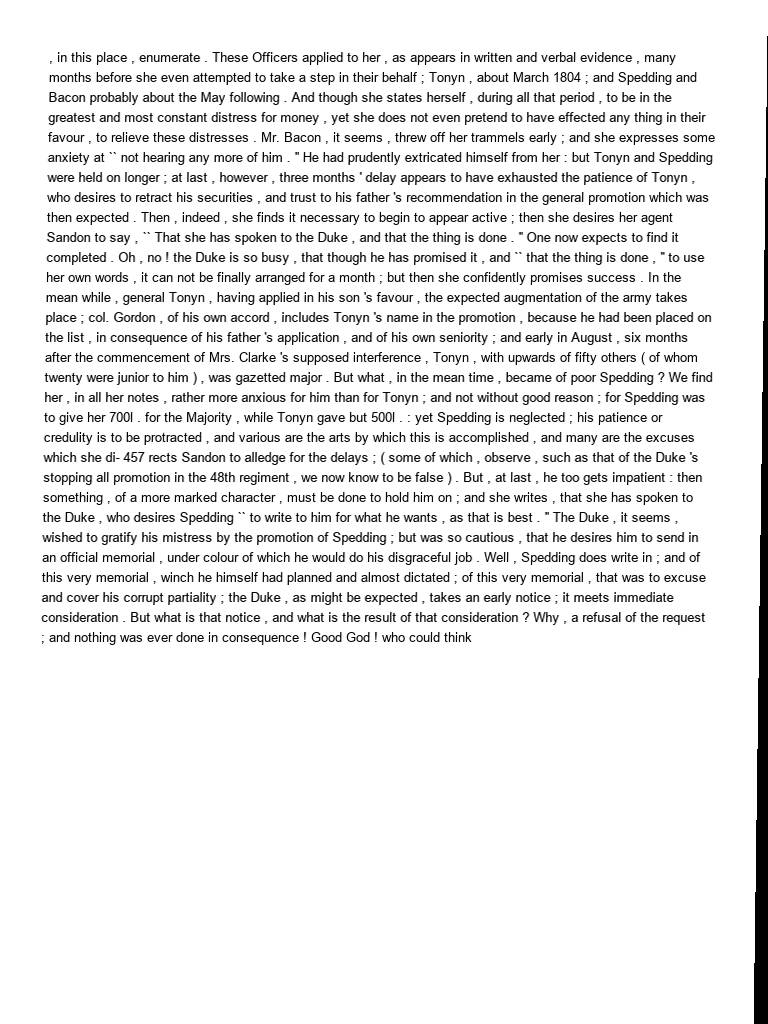 , in this place , enumerate . These Officers applied to her , as appears in written and verbal evidence , many
months before she even attempted to take a step in their behalf ; Tonyn , about March 1804 ; and Spedding and
Bacon probably about the May following . And though she states herself , during all that period , to be in the
greatest and most constant distress for money , yet she does not even pretend to have effected any thing in their
favour , to relieve these distresses . Mr. Bacon , it seems , threw off her trammels early ; and she expresses some
anxiety at `` not hearing any more of him . " He had prudently extricated himself from her : but Tonyn and Spedding
were held on longer ; at last , however , three months ' delay appears to have exhausted the patience of Tonyn ,
who desires to retract his securities , and trust to his father 's recommendation in the general promotion which was
then expected . Then , indeed , she finds it necessary to begin to appear active ; then she desires her agent
Sandon to say , `` That she has spoken to the Duke , and that the thing is done . " One now expects to find it
completed . Oh , no ! the Duke is so busy , that though he has promised it , and `` that the thing is done , " to use
her own words , it can not be finally arranged for a month ; but then she confidently promises success . In the
mean while , general Tonyn , having applied in his son 's favour , the expected augmentation of the army takes
place ; col. Gordon , of his own accord , includes Tonyn 's name in the promotion , because he had been placed on
the list , in consequence of his father 's application , and of his own seniority ; and early in August , six months
after the commencement of Mrs. Clarke 's supposed interference , Tonyn , with upwards of fifty others ( of whom
twenty were junior to him ) , was gazetted major . But what , in the mean time , became of poor Spedding ? We find
her , in all her notes , rather more anxious for him than for Tonyn ; and not without good reason ; for Spedding was
to give her 700l . for the Majority , while Tonyn gave but 500l . : yet Spedding is neglected ; his patience or
credulity is to be protracted , and various are the arts by which this is accomplished , and many are the excuses
which she di- 457 rects Sandon to alledge for the delays ; ( some of which , observe , such as that of the Duke 's
stopping all promotion in the 48th regiment , we now know to be false ) . But , at last , he too gets impatient : then
something , of a more marked character , must be done to hold him on ; and she writes , that she has spoken to
the Duke , who desires Spedding `` to write to him for what he wants , as that is best . " The Duke , it seems ,
wished to gratify his mistress by the promotion of Spedding ; but was so cautious , that he desires him to send in
an official memorial , under colour of which he would do his disgraceful job . Well , Spedding does write in ; and of
this very memorial , winch he himself had planned and almost dictated ; of this very memorial , that was to excuse
and cover his corrupt partiality ; the Duke , as might be expected , takes an early notice ; it meets immediate
consideration . But what is that notice , and what is the result of that consideration ? Why , a refusal of the request
; and nothing was ever done in consequence ! Good God ! who could think